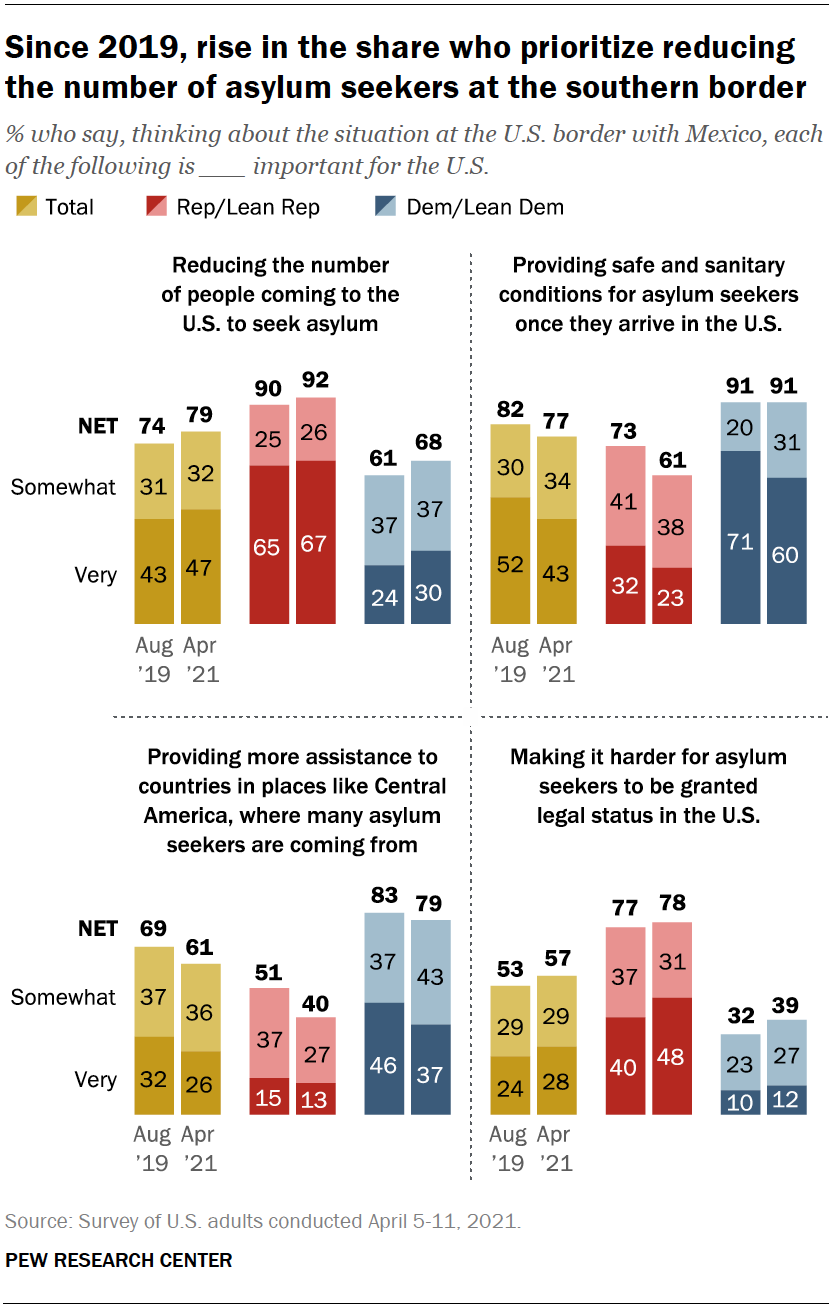 Since 2019, rise in the share who prioritize reducing
the number of asylum seekers at the southern border
% who say, thinking about the situation at the U.S. border with Mexico, each
of the following is ___ important for the U.S.
Total Rep/Lean Rep Dem/Lean Dem
Reducing the number
of people coming to the
U.S. to seek asylum
NET 74 79 90 92 61 68
Somewhat 31 32 25 26 37 37
Very 43 47 65 67 24 30
Aug Apr
’19 ’21
Providing safe and sanitary
conditions for asylum seekers
once they arrive in the U.S.
82 77 73 61 91 91
30 34 41 38 20 31
52 43 32 23 71 60
Aug Apr
’19 ’21
Providing more assistance to
countries in places like Central
America, where many asylum
seekers are coming from
NET 69 61 51 40 83 79
Somewhat 37 36 37 27 37 43
Very 32 26 15 13 46 37
Aug Apr
’19 ’21
Making it harder for asylum
seekers to be granted
legal status in the U.S.
53 57 77 78 32 39
29 29 37 31 23 27
24 28 40 48 10 12
Aug Apr
’19 ’21
Source: Survey of U.S. adults conducted April 5-11, 2021.
PEW RESEARCH CENTER